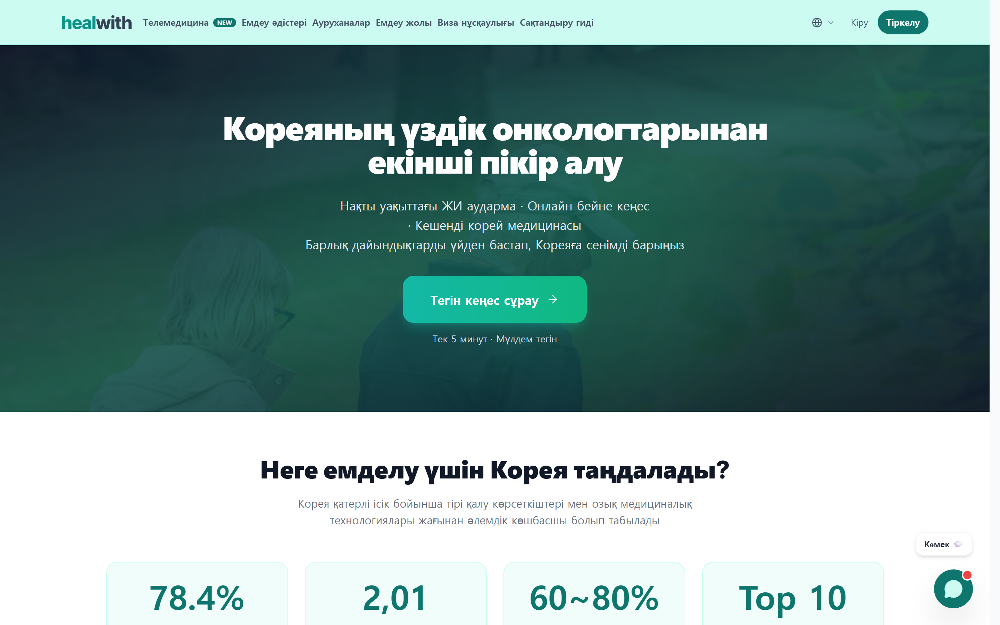 healwith Телемедицина NEW Емдеу әдістері Ауруханалар Емдеу жолы Виза нұсқаулығы Сақтандыру гиді Кіру Тіркелу
Кореяның үздік онкологтарынан
екінші пікір алу
Нақты уақыттағы ЖИ аударма · Онлайн бейне кеңес
· Кешенді корей медицинасы
Барлық дайындықтарды үйден бастап, Кореяға сенімді барыңыз
Тегін кеңес сұрау
Тек 5 минут · Мүлдем тегін
Неге емделу үшін Корея таңдалады?
Корея қатерлі ісік бойынша тірі қалу көрсеткіштері мен озық медициналық
технологиялары жағынан әлемдік көшбасшы болып табылады
Көмек
78.4% 2,01 60~80% Top 10